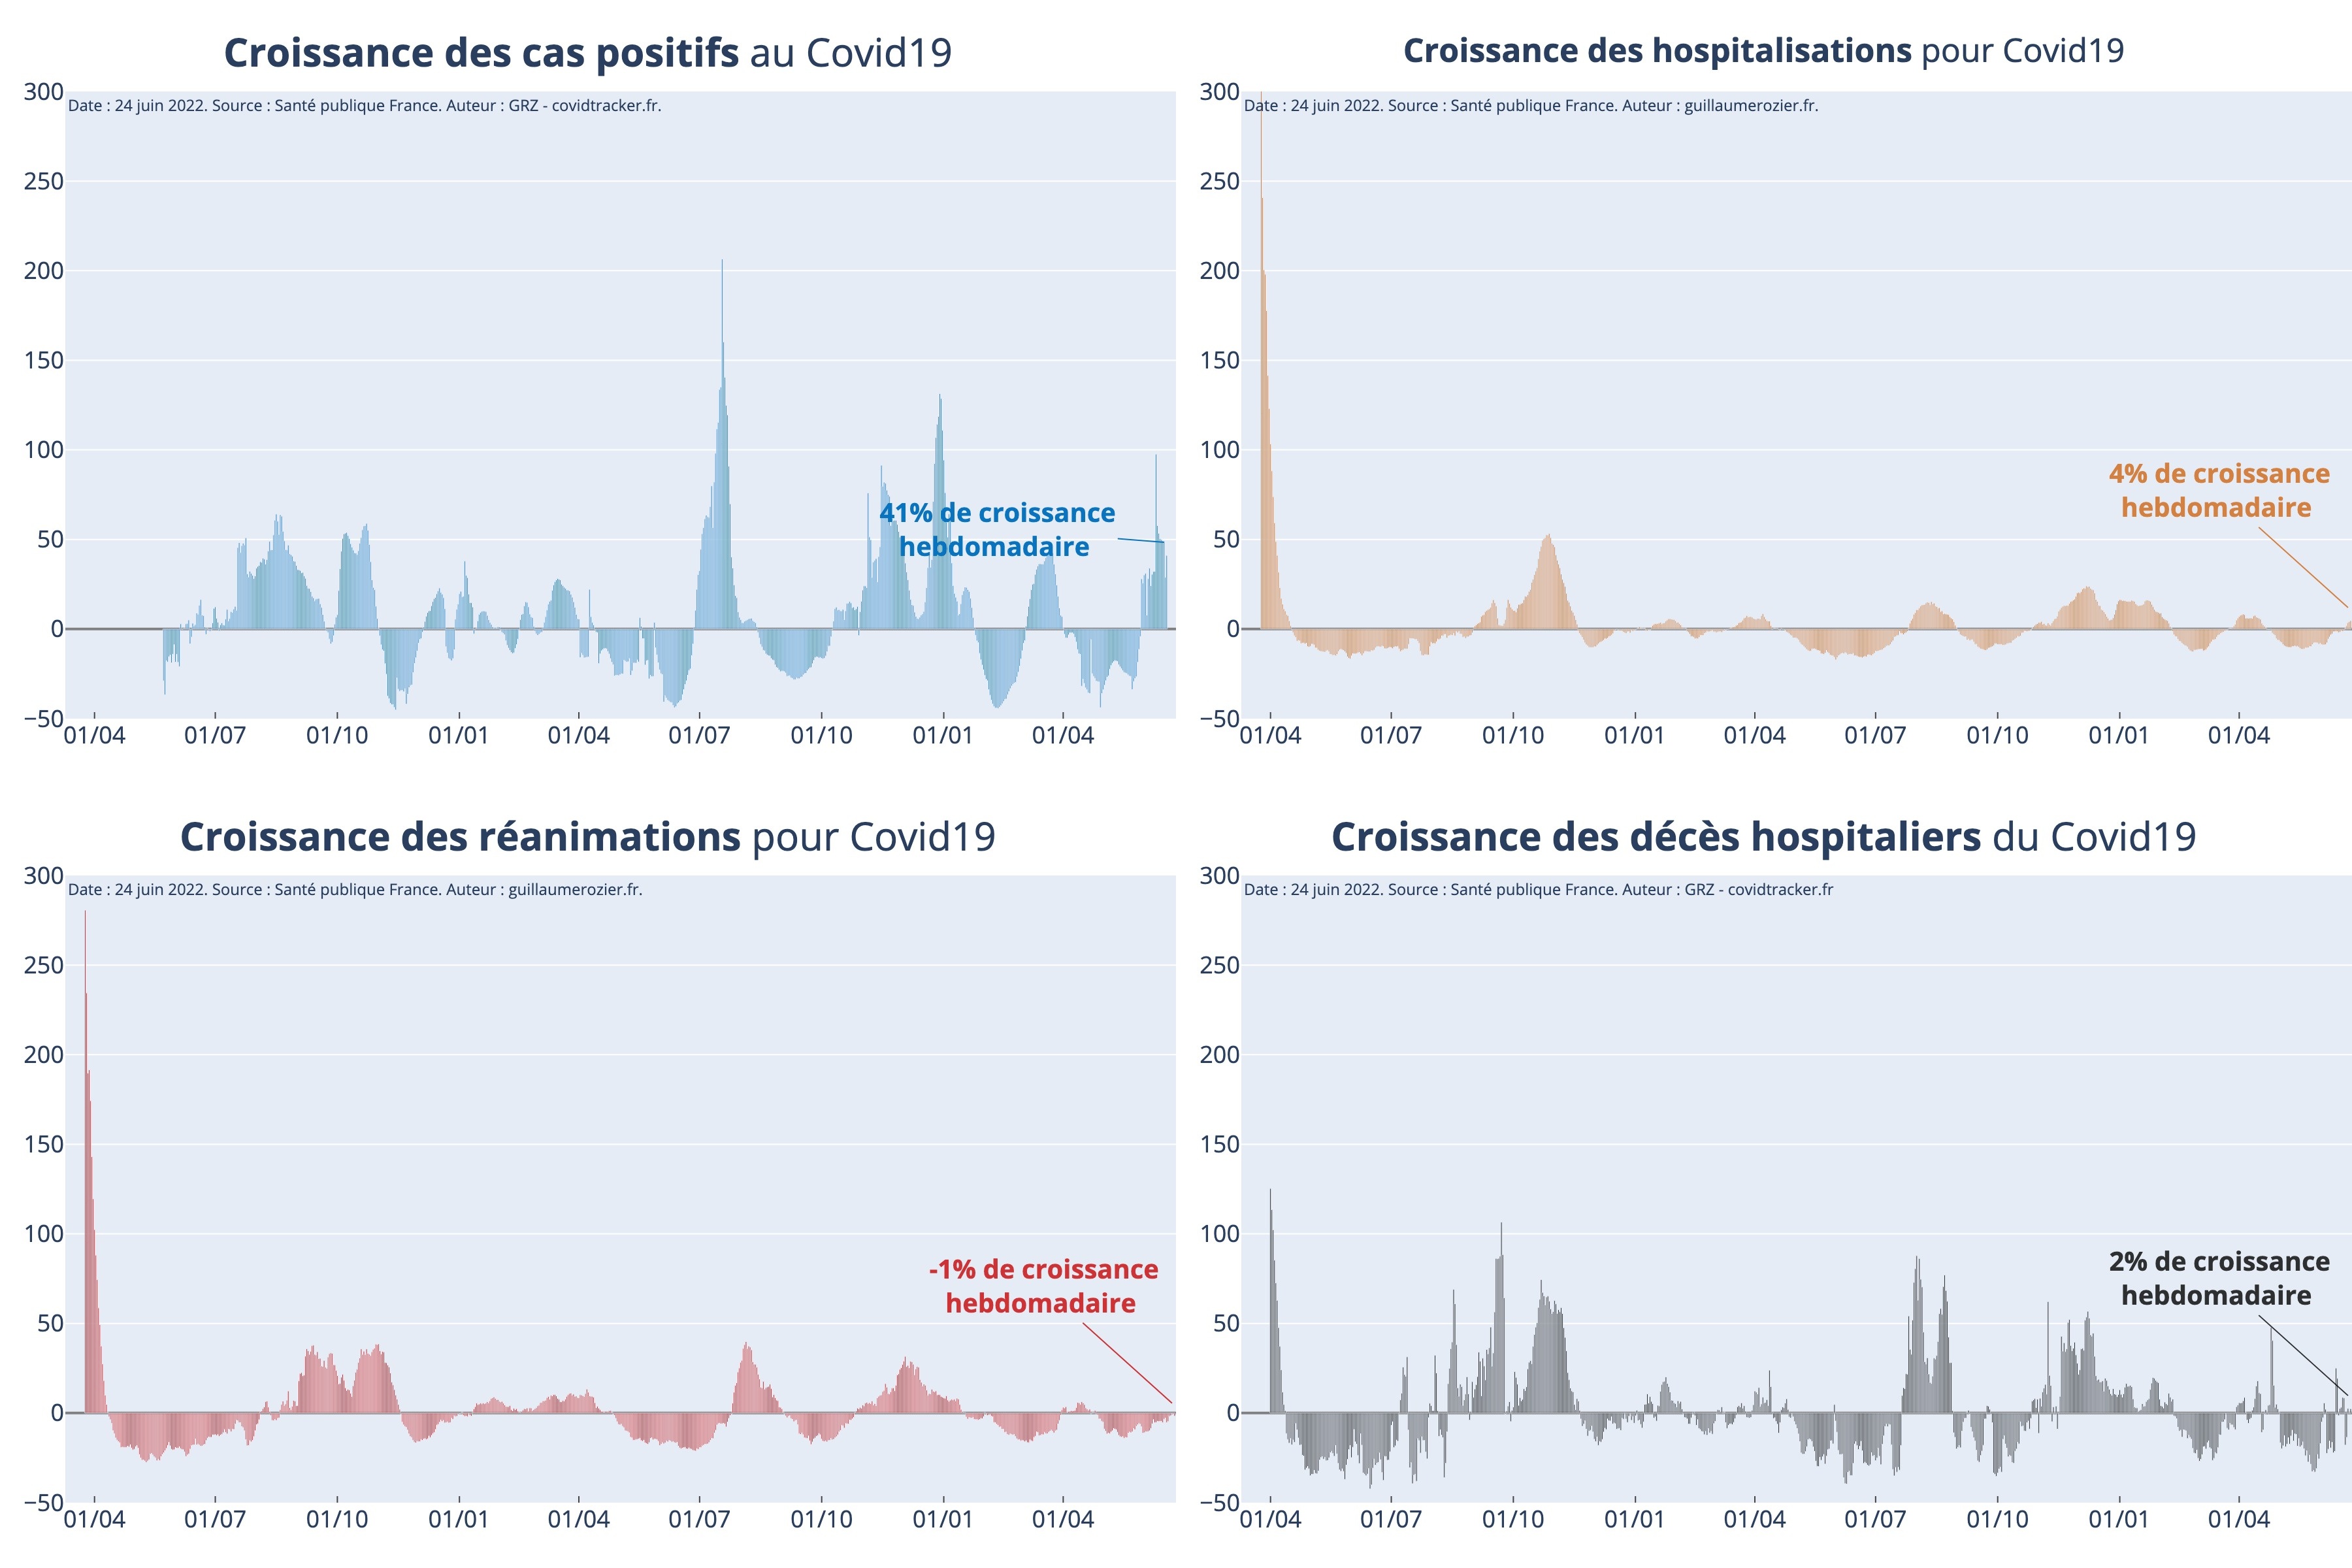 Croissance des cas positifs au Covid19
Date : 24 juin 2022. Source : Santé publique France. Auteur : GRZ - covidtracker.fr.
300
250
200
150
100
50
0
−50
41% de croissance
hebdomadaire
01/04 01/07 01/10 01/01 01/04 01/07 01/10 01/01 01/04
Croissance des hospitalisations pour Covid19
Date : 24 juin 2022. Source : Santé publique France. Auteur : guillaumerozier.fr.
300
250
200
150
100
50
0
−50
4% de croissance
hebdomadaire
01/04 01/07 01/10 01/01 01/04 01/07 01/10 01/01 01/04
Croissance des réanimations pour Covid19
Date : 24 juin 2022. Source : Santé publique France. Auteur : guillaumerozier.fr.
300
250
200
150
100
50
0
−50
-1% de croissance
hebdomadaire
01/04 01/07 01/10 01/01 01/04 01/07 01/10 01/01 01/04
Croissance des décès hospitaliers du Covid19
Date : 24 juin 2022. Source : Santé publique France. Auteur : GRZ - covidtracker.fr
300
250
200
150
100
50
0
−50
2% de croissance
hebdomadaire
01/04 01/07 01/10 01/01 01/04 01/07 01/10 01/01 01/04